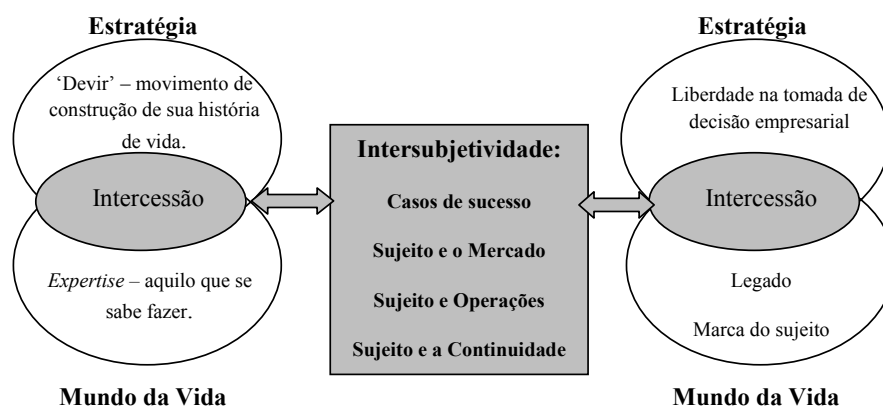 Estratégia
‘Devir’ – movimento de
construção de sua história
de vida.
Intercessão
Expertise – aquilo que se
sabe fazer.
Mundo da Vida
Intersubjetividade:
Casos de sucesso
Sujeito e o Mercado
Sujeito e Operações
Sujeito e a Continuidade
Estratégia
Liberdade na tomada de
decisão empresarial
Intercessão
Legado
Marca do sujeito
Mundo da Vida